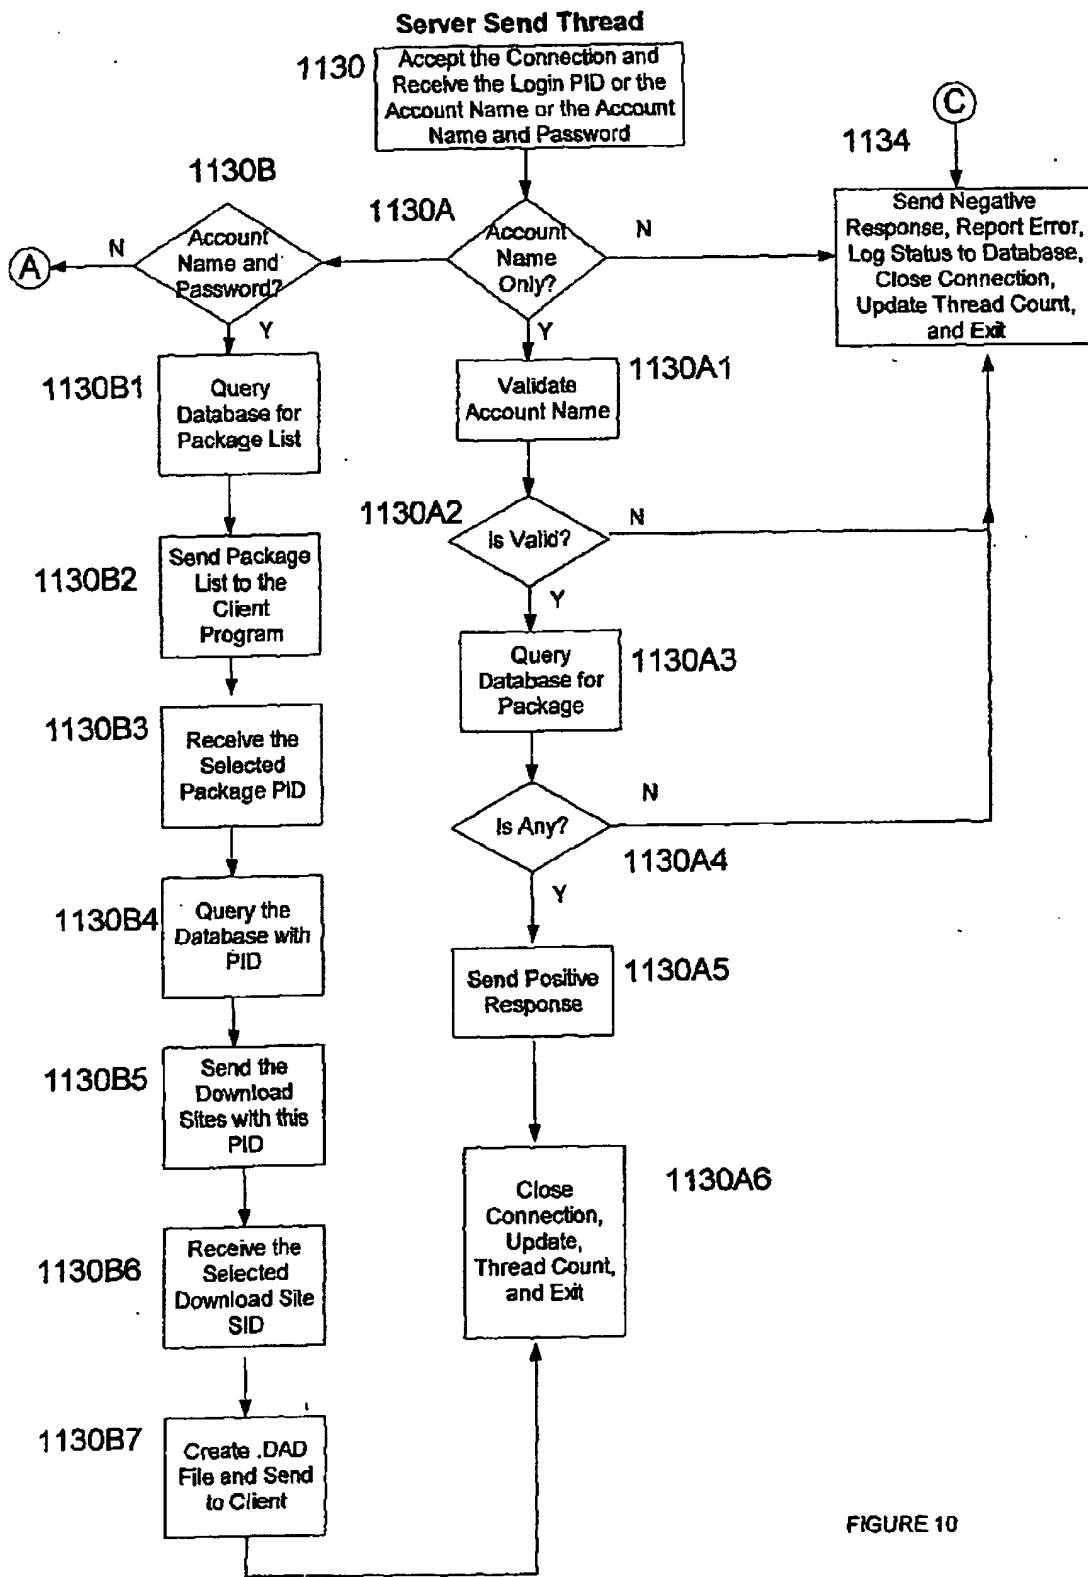 Server Send Thread
1130
Accept the Connection and
Receive the Login PID or the
Account Name or the Account
Name and Password
C
1134
Send Negative
Response, Report Error,
Log Status to Database,
Close Connection,
Update Thread Count,
and Exit
1130B
Account
Name and
Password?
N
A
Y
1130A
Account
Name
Only?
N
Y
1130B1
Query
Database for
Package List
1130A1
Validate
Account Name
1130B2
Send Package
List to the
Client
Program
1130A2
Is Valid?
N
Y
1130B3
Receive the
Selected
Package PID
1130A3
Query
Database for
Package
1130B4
Query the
Database with
PID
Is Any?
N
1130A4
Y
1130B5
Send the
Download
Sites with this
PID
1130A5
Send Positive
Response
1130B6
Receive the
Selected
Download Site
SID
1130A6
Close
Connection,
Update,
Thread Count,
and Exit
1130B7
Create .DAD
File and Send
to Client
FIGURE 10